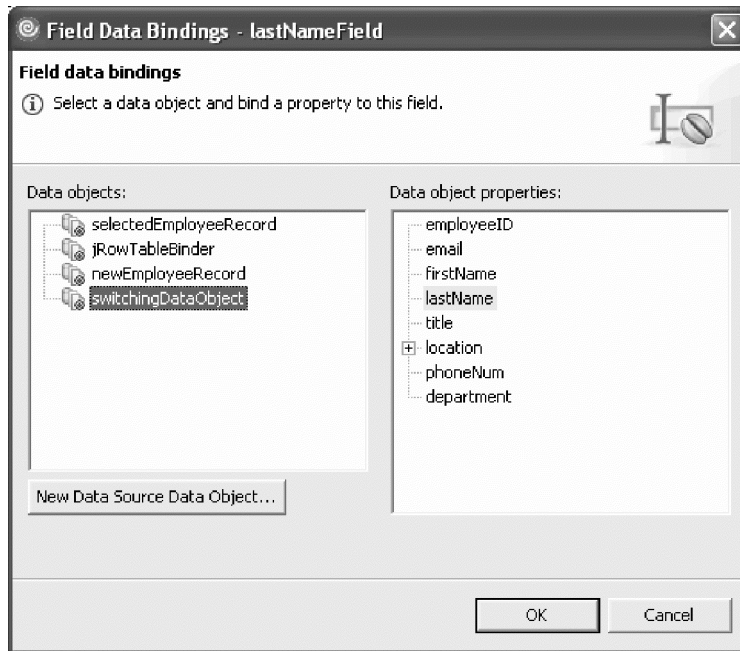 Field Data Bindings - lastNameField
Field data bindings
Select a data object and bind a property to this field.
Data objects:
selectedEmployeeRecord
jRowTableBinder
newEmployeeRecord
switchingDataObject
New Data Source Data Object...
Data object properties:
employeeID
email
firstName
lastName
title
location
phoneNum
department
OK
Cancel